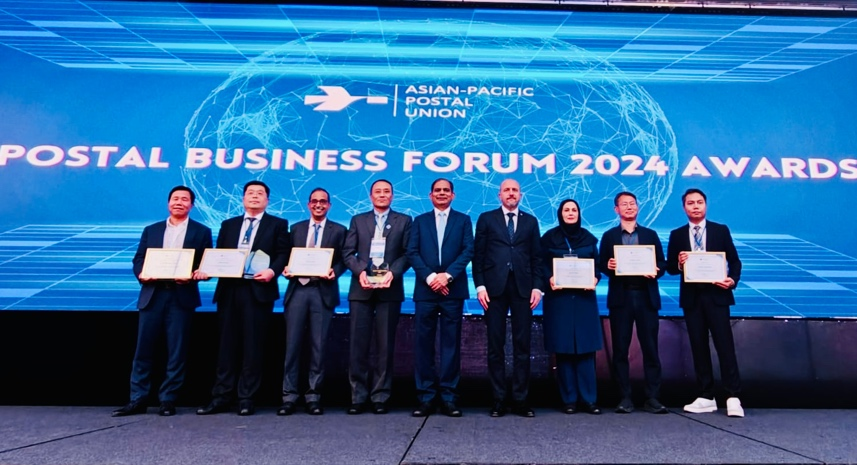 ASIAN-PACIFIC
POSTAL
UNION
POSTAL BUSINESS FORUM 2024 AWARDS